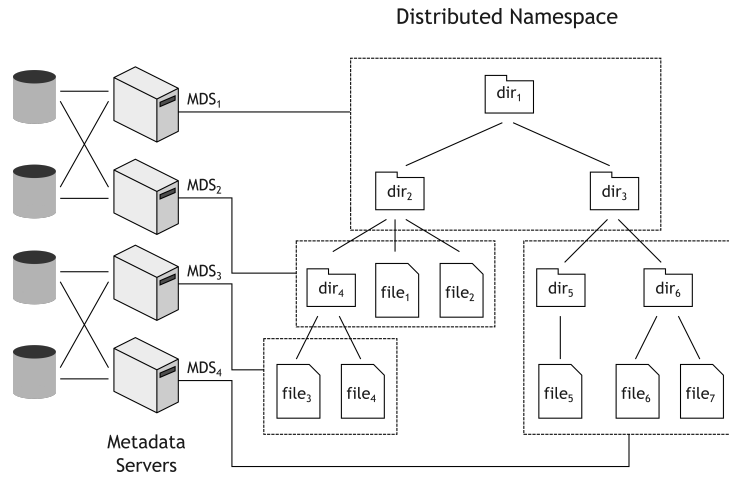 Distributed Namespace
MDS₁
dir₁
MDS₂
dir₂
dir₃
MDS₃
dir₄
file₁
file₂
dir₅
dir₆
MDS₄
file₃
file₄
file₅
file₆
file₇
Metadata
Servers